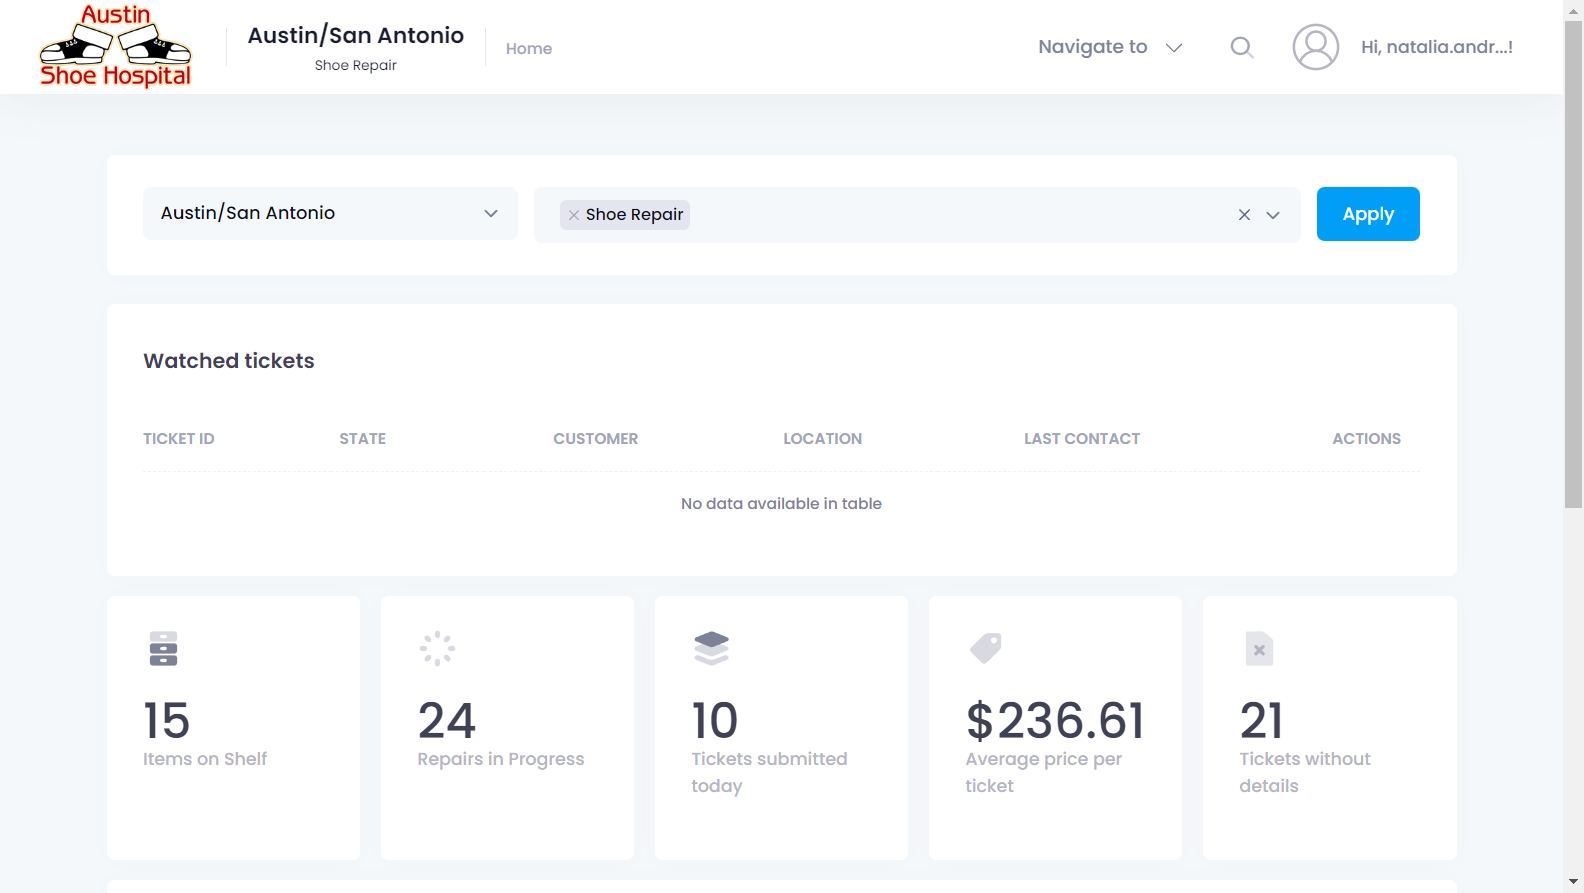 Austin
Shoe Hospital
Austin/San Antonio
Shoe Repair
Home
Navigate to
Hi, natalia.andr...!
Austin/San Antonio
Shoe Repair
Apply
Watched tickets
TICKET ID STATE CUSTOMER LOCATION LAST CONTACT ACTIONS
No data available in table
15
Items on Shelf
24
Repairs in Progress
10
Tickets submitted
today
$236.61
Average price per
ticket
21
Tickets without
details